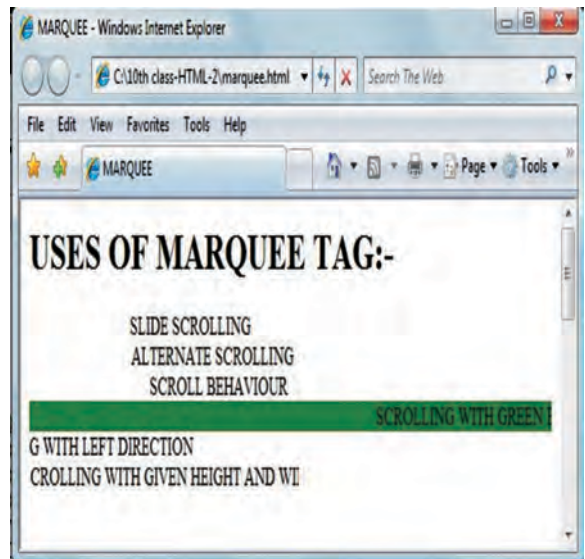 MARQUEE - Windows Internet Explorer
C:\10th class-HTML-2\marquee.html
Search The Web
File Edit View Favorites Tools Help
MARQUEE
Page
Tools
USES OF MARQUEE TAG:-
SLIDE SCROLLING
ALTERNATE SCROLLING
SCROLL BEHAVIOUR
SCROLLING WITH GREEN
G WITH LEFT DIRECTION
CROLLING WITH GIVEN HEIGHT AND WI